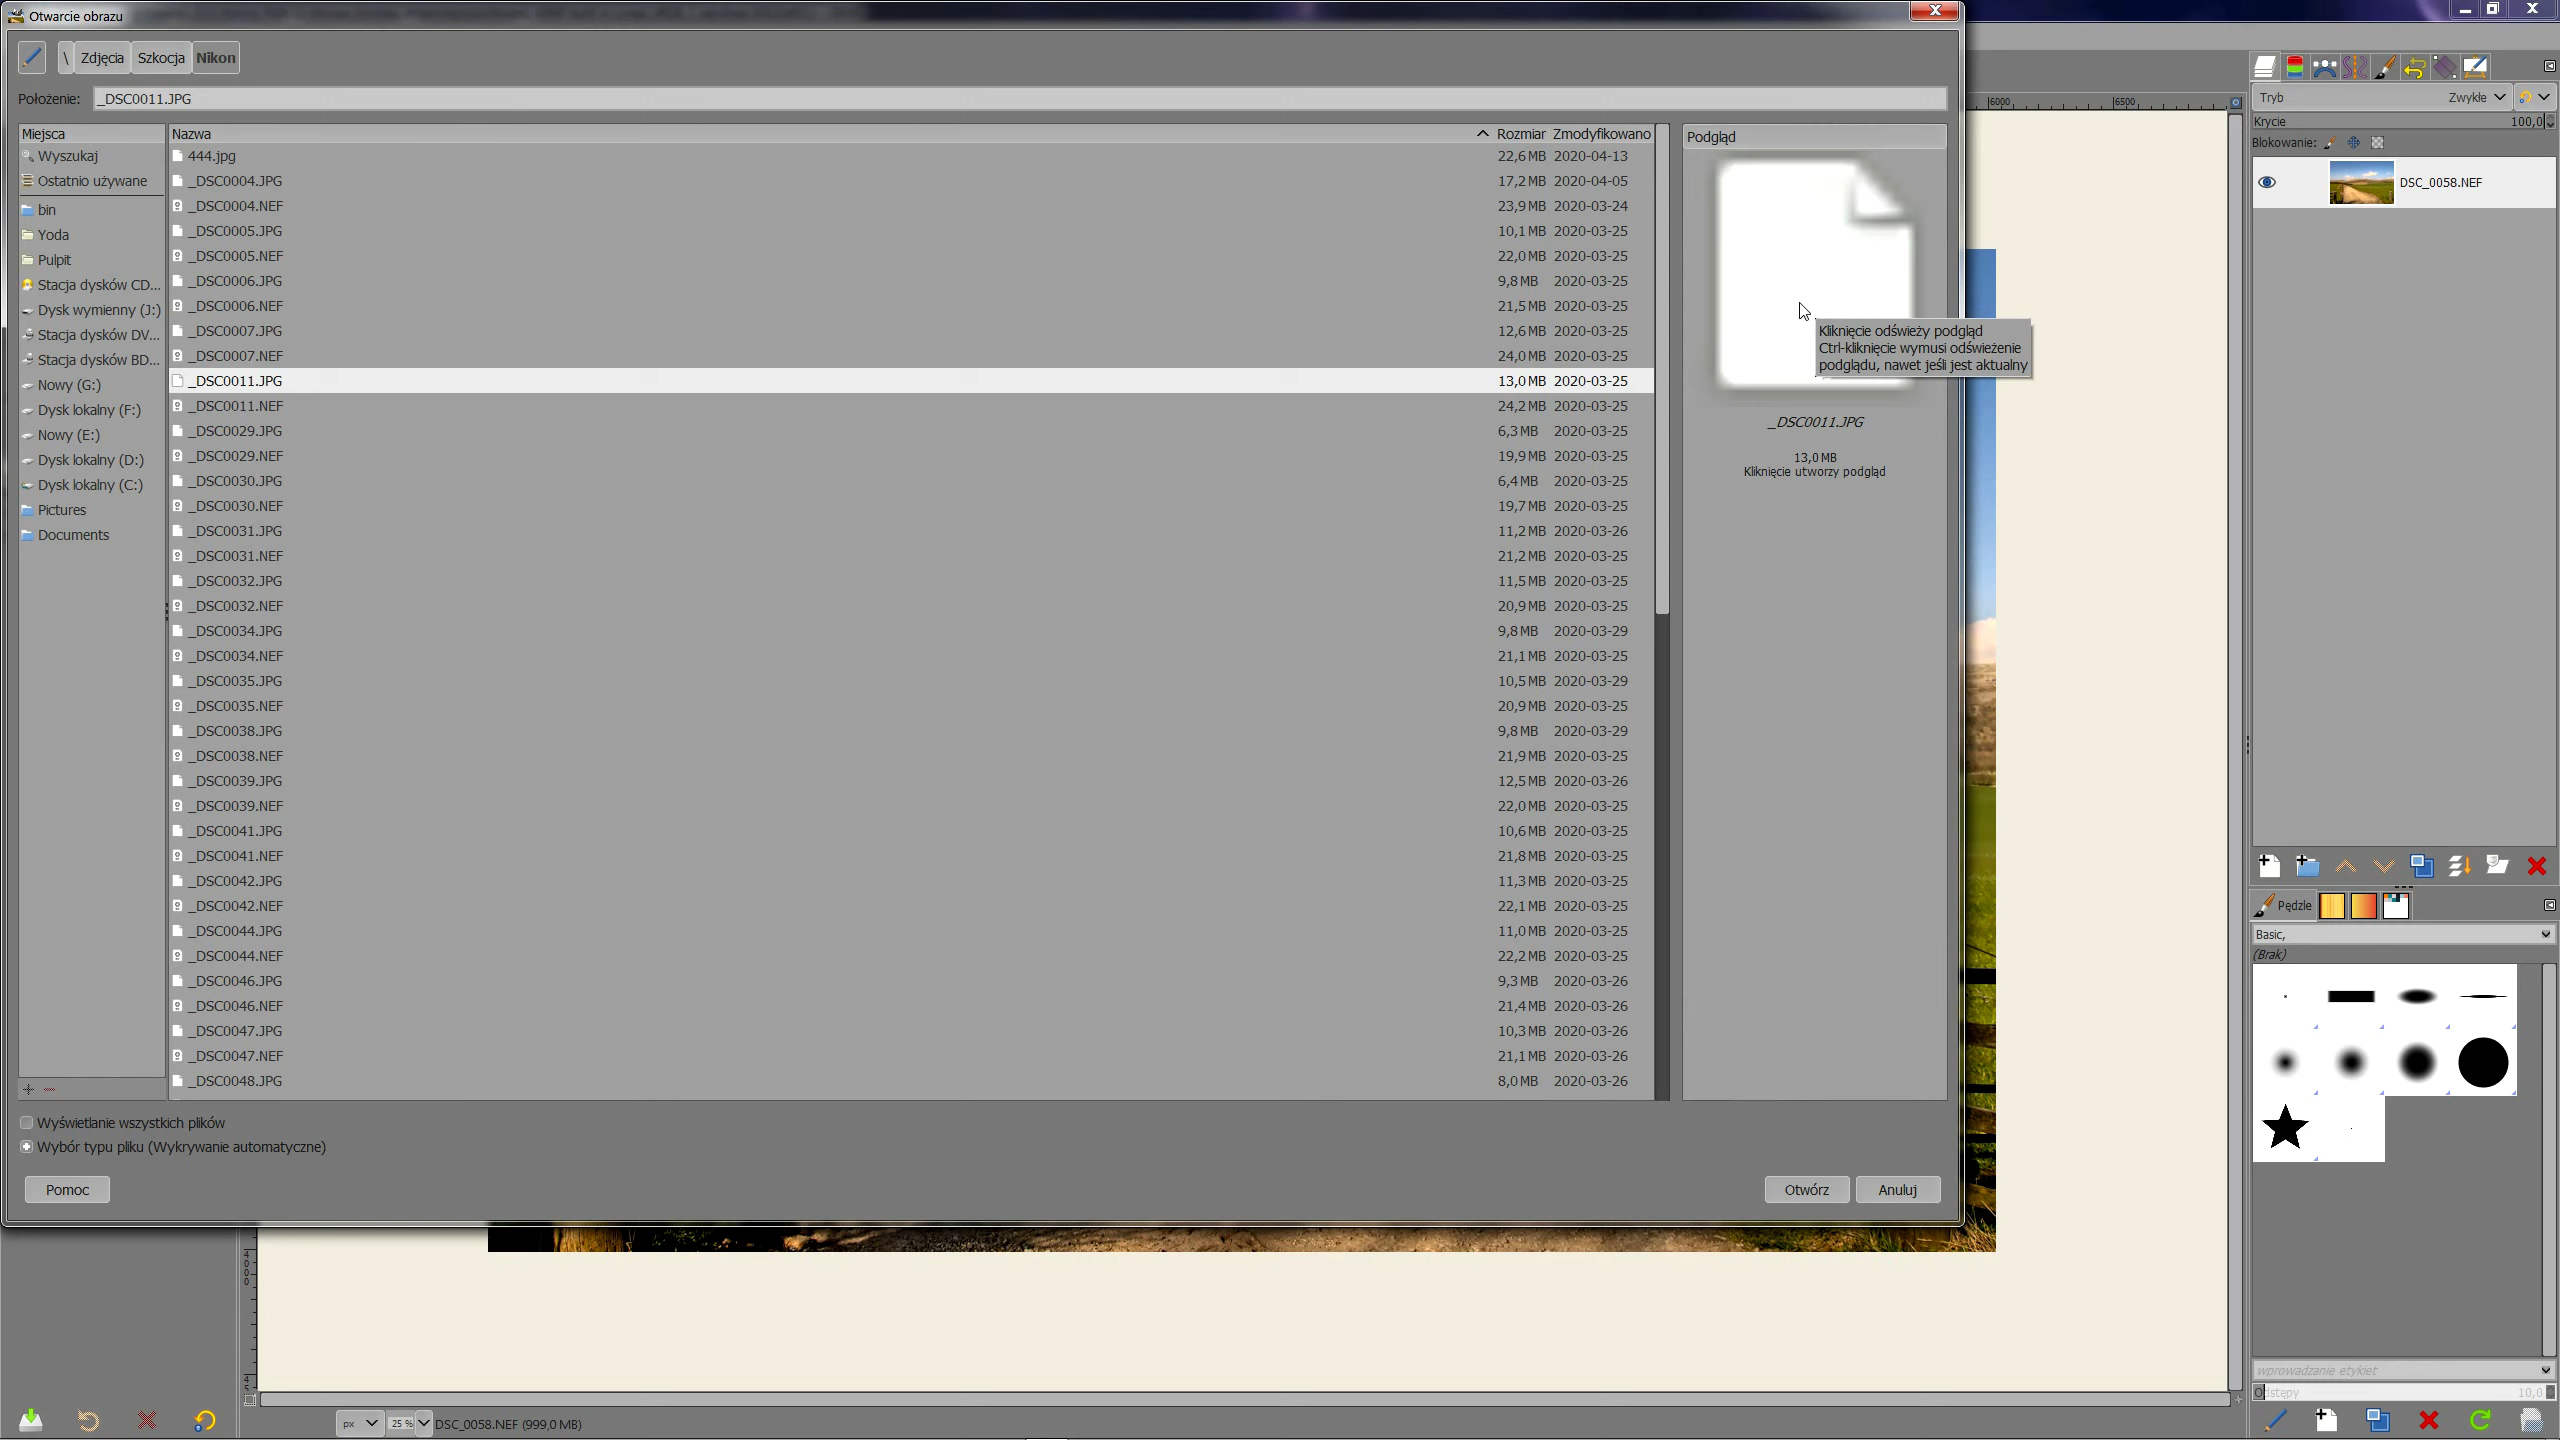 Otwarcie obrazu
\ Zdjęcia Szkocja Nikon
Położenie: _DSC0011.JPG
Miejsca
Wyszukaj
Ostatnio używane
bin
Yoda
Pulpit
Stacja dysków CD...
Dysk wymienny (J:)
Stacja dysków DV...
Stacja dysków BD...
Nowy (G:)
Dysk lokalny (F:)
Nowy (E:)
Dysk lokalny (D:)
Dysk lokalny (C:)
Pictures
Documents
Nazwa Rozmiar Zmodyfikowano
444.jpg 22,6 MB 2020-04-13
_DSC0004.JPG 17,2 MB 2020-04-05
_DSC0004.NEF 23,9 MB 2020-03-24
_DSC0005.JPG 10,1 MB 2020-03-25
_DSC0005.NEF 22,0 MB 2020-03-25
_DSC0006.JPG 9,8 MB 2020-03-25
_DSC0006.NEF 21,5 MB 2020-03-25
_DSC0007.JPG 12,6 MB 2020-03-25
_DSC0007.NEF 24,0 MB 2020-03-25
_DSC0011.JPG 13,0 MB 2020-03-25
_DSC0011.NEF 24,2 MB 2020-03-25
_DSC0029.JPG 6,3 MB 2020-03-25
_DSC0029.NEF 19,9 MB 2020-03-25
_DSC0030.JPG 6,4 MB 2020-03-25
_DSC0030.NEF 19,7 MB 2020-03-25
_DSC0031.JPG 11,2 MB 2020-03-26
_DSC0031.NEF 21,2 MB 2020-03-25
_DSC0032.JPG 11,5 MB 2020-03-25
_DSC0032.NEF 20,9 MB 2020-03-25
_DSC0034.JPG 9,8 MB 2020-03-29
_DSC0034.NEF 21,1 MB 2020-03-25
_DSC0035.JPG 10,5 MB 2020-03-29
_DSC0035.NEF 20,9 MB 2020-03-25
_DSC0038.JPG 9,8 MB 2020-03-29
_DSC0038.NEF 21,9 MB 2020-03-25
_DSC0039.JPG 12,5 MB 2020-03-26
_DSC0039.NEF 22,0 MB 2020-03-25
_DSC0041.JPG 10,6 MB 2020-03-25
_DSC0041.NEF 21,8 MB 2020-03-25
_DSC0042.JPG 11,3 MB 2020-03-25
_DSC0042.NEF 22,1 MB 2020-03-25
_DSC0044.JPG 11,0 MB 2020-03-25
_DSC0044.NEF 22,2 MB 2020-03-25
_DSC0046.JPG 9,3 MB 2020-03-26
_DSC0046.NEF 21,4 MB 2020-03-26
_DSC0047.JPG 10,3 MB 2020-03-26
_DSC0047.NEF 21,1 MB 2020-03-26
_DSC0048.JPG 8,0 MB 2020-03-26
Podgląd
Kliknięcie odświeży podgląd
Ctrl-kliknięcie wymusi odświeżenie
podglądu, nawet jeśli jest aktualny
_DSC0011.JPG
13,0 MB
Kliknięcie utworzy podgląd
Wyświetlanie wszystkich plików
Wybór typu pliku (Wykrywanie automatyczne)
Pomoc
Otwórz Anuluj
6000 6500
Tryb Zwykłe
Krycie 100,0
Blokowanie:
DSC_0058.NEF
Pędzle
Basic,
(Brak)
wprowadzanie etykiet
Odstępy 10,0
px 25 % DSC_0058.NEF (999,0 MB)